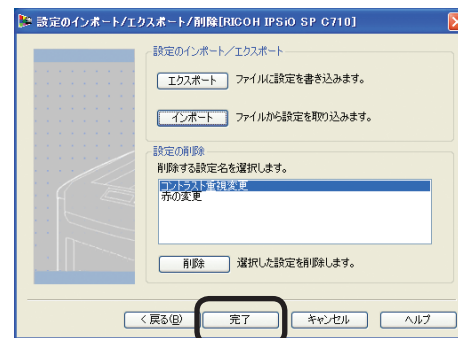 設定のインポート/エクスポート/削除[RICOH IPSiO SP C710]
設定のインポート/エクスポート
エクスポート ファイルに設定を書き込みます。
インポート ファイルから設定を取り込みます。
設定の削除
削除する設定名を選択します。
コントラスト重視変更
赤の変更
削除 選択した設定を削除します。
< 戻る(B) 完了 キャンセル ヘルプ